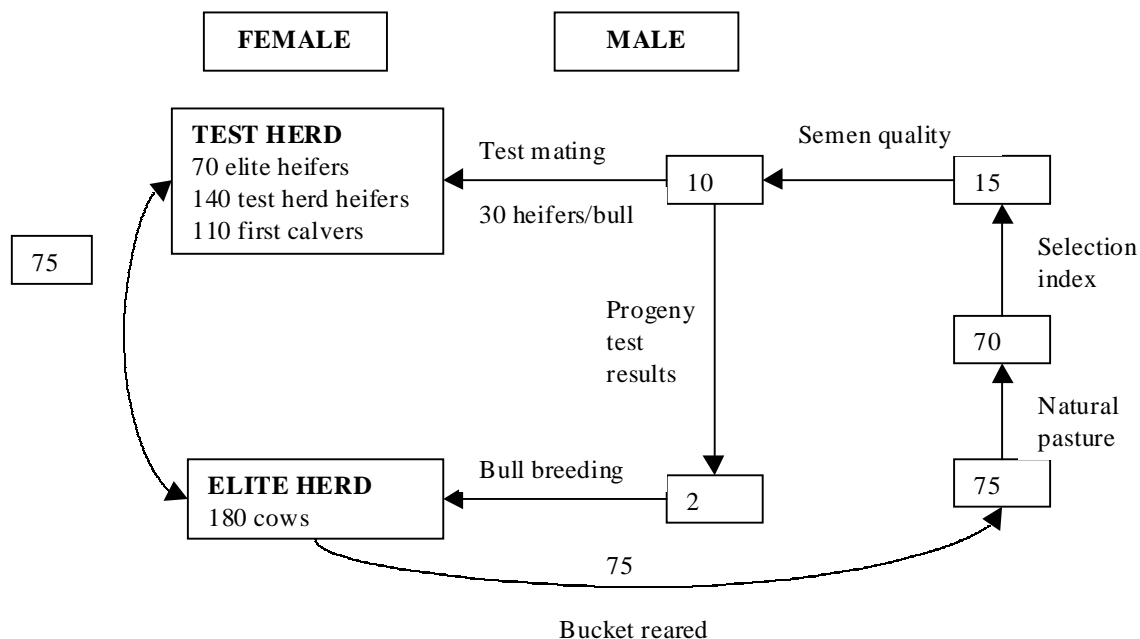 FEMALE
MALE
TEST HERD
70 elite heifers
140 test herd heifers
110 first calvers
Test mating
30 heifers/bull
10
Semen quality
15
75
Selection
index
Progeny
test
results
70
Natural
pasture
ELITE HERD
180 cows
Bull breeding
2
75
75
Bucket reared